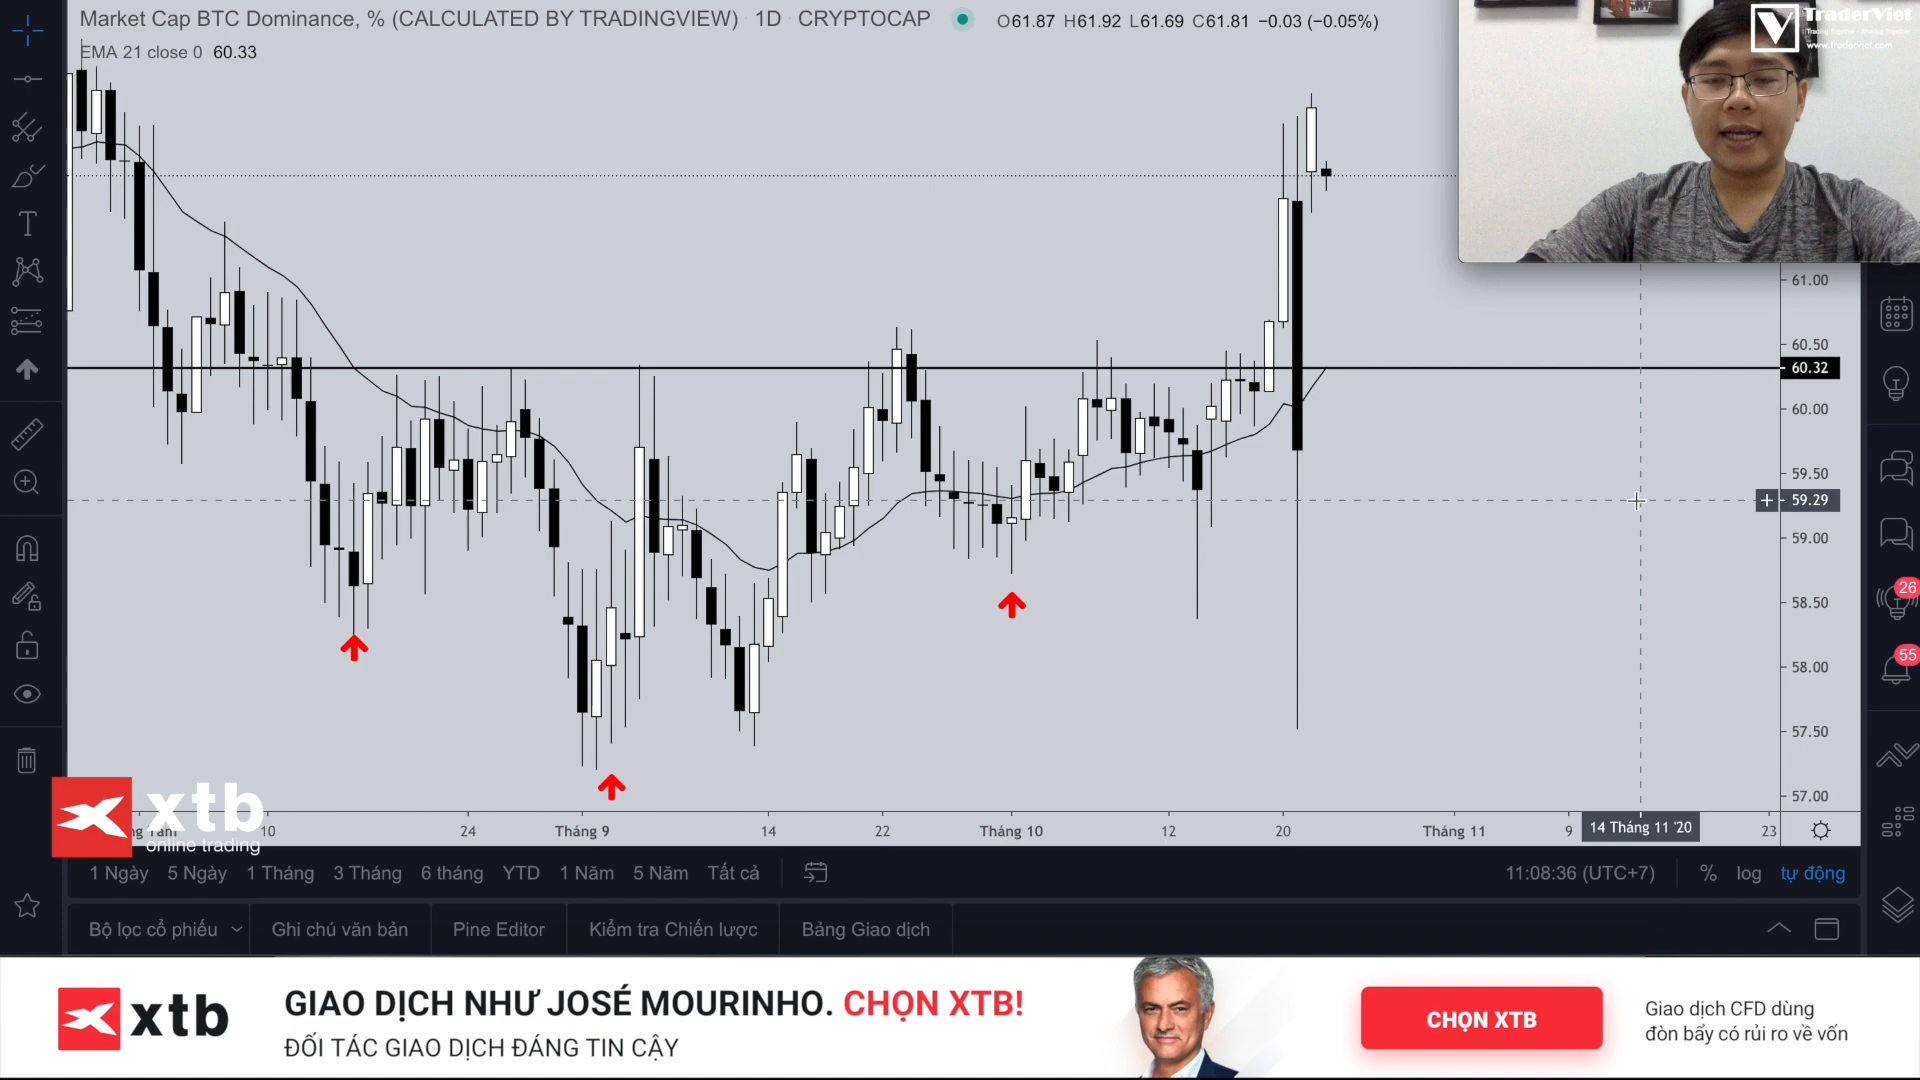 Market Cap BTC Dominance, % (CALCULATED BY TRADINGVIEW) 1D CRYPTOCAP O61.87 H61.92 L61.69 C61.81 −0.03 (−0.05%)
EMA 21 close 0 60.33
TraderViet
www.traderviet.com
61.00
60.50
60.32
60.00
59.50
59.29
59.00
58.50
58.00
57.50
57.00
26
55
10 24 Tháng 9 14 22 Tháng 10 12 20 Tháng 11 9 14 Tháng 11 '20 23
xtb
online trading
1 Ngày 5 Ngày 1 Tháng 3 Tháng 6 tháng YTD 1 Năm 5 Năm Tất cả 11:08:36 (UTC+7) % log tự động
Bộ lọc cổ phiếu Ghi chú văn bản Pine Editor Kiểm tra Chiến lược Bảng Giao dịch
xtb
GIAO DỊCH NHƯ JOSÉ MOURINHO. CHỌN XTB!
ĐỐI TÁC GIAO DỊCH ĐÁNG TIN CẬY
CHỌN XTB
Giao dịch CFD dùng
đòn bẩy có rủi ro về vốn